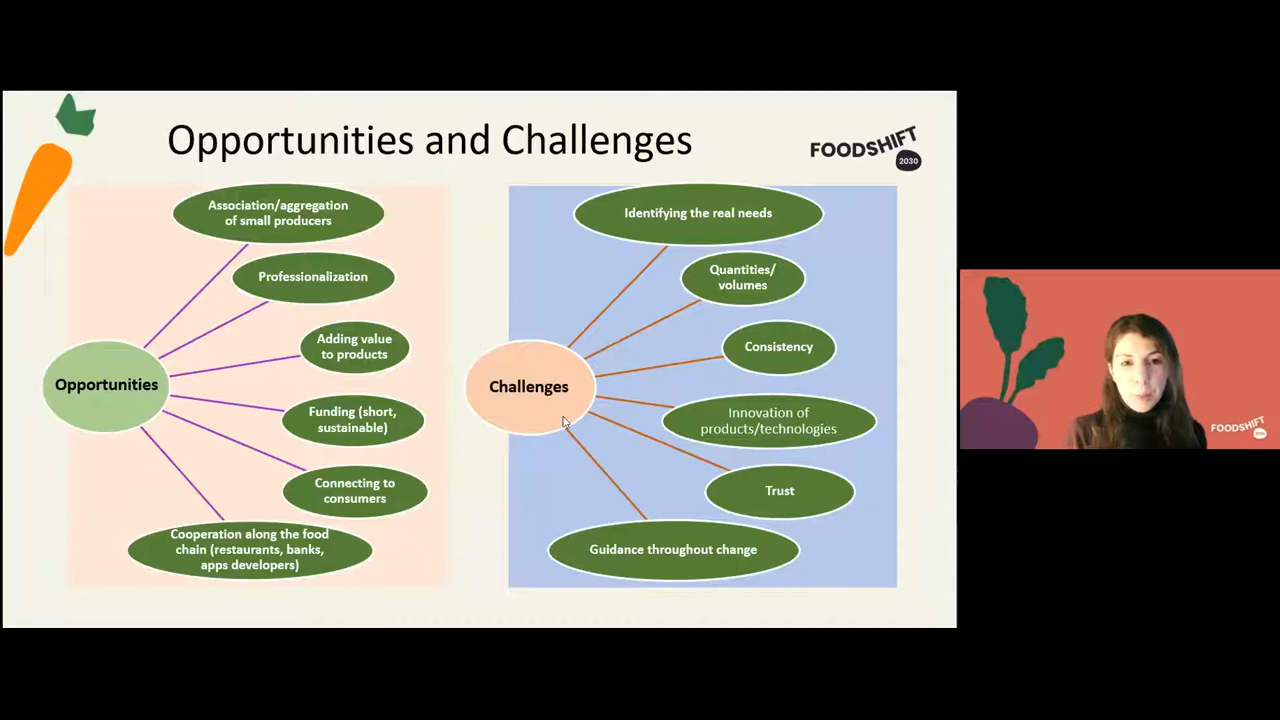 Opportunities and Challenges
FOODSHIFT
2030
Opportunities
Association/aggregation
of small producers
Professionalization
Adding value
to products
Funding (short,
sustainable)
Connecting to
consumers
Cooperation along the food
chain (restaurants, banks,
apps developers)
Challenges
Identifying the real needs
Quantities/
volumes
Consistency
Innovation of
products/technologies
Trust
Guidance throughout change
FOODSHIFT